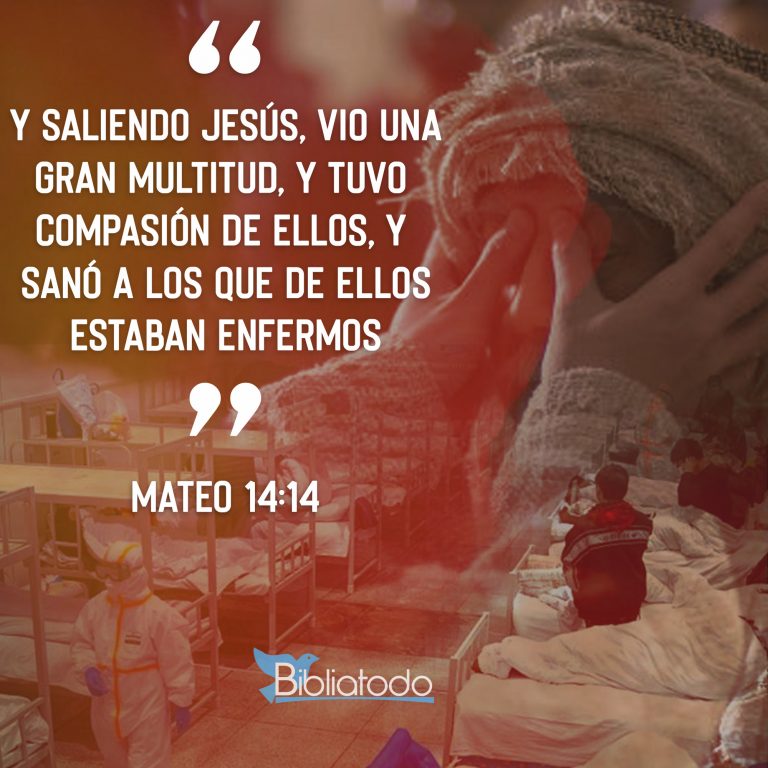 “
Y SALIENDO JESÚS, VIO UNA
GRAN MULTITUD, Y TUVO
COMPASIÓN DE ELLOS, Y
SANÓ A LOS QUE DE ELLOS
ESTABAN ENFERMOS
”
MATEO 14:14
Bibliatodo